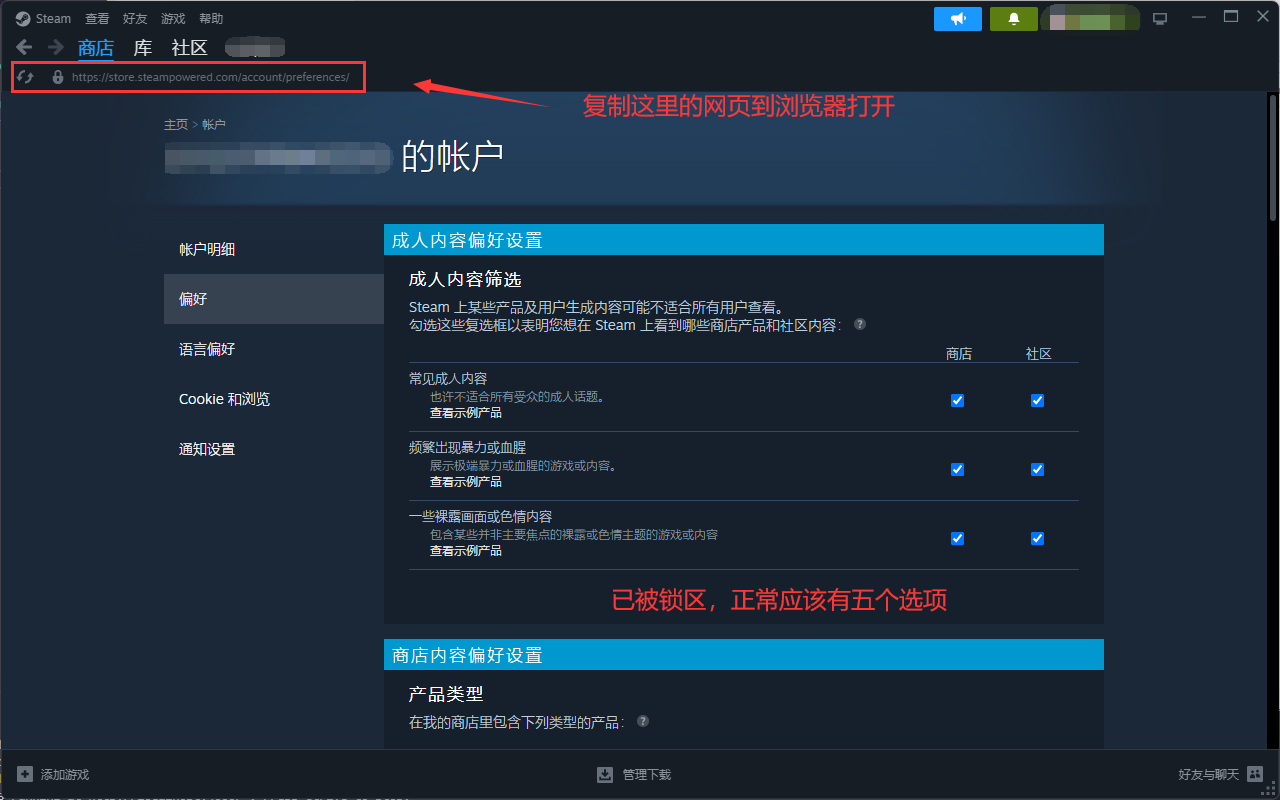 Steam 查看 好友 游戏 帮助
商店 库 社区
https://store.steampowered.com/account/preferences/
复制这里的网页到浏览器打开
主页 > 帐户
的帐户
帐户明细
偏好
语言偏好
Cookie 和浏览
通知设置
成人内容偏好设置
成人内容筛选
Steam 上某些产品及用户生成内容可能不适合所有用户查看。
勾选这些复选框以表明您想在 Steam 上看到哪些商店产品和社区内容： ?
商店 社区
常见成人内容
也许不适合所有受众的成人话题。
查看示例产品
频繁出现暴力或血腥
展示极端暴力或血腥的游戏或内容。
查看示例产品
一些裸露画面或色情内容
包含某些并非主要焦点的裸露或色情主题的游戏或内容
查看示例产品
已被锁区，正常应该有五个选项
商店内容偏好设置
产品类型
在我的商店里包含下列类型的产品： ?
添加游戏 管理下载 好友与聊天